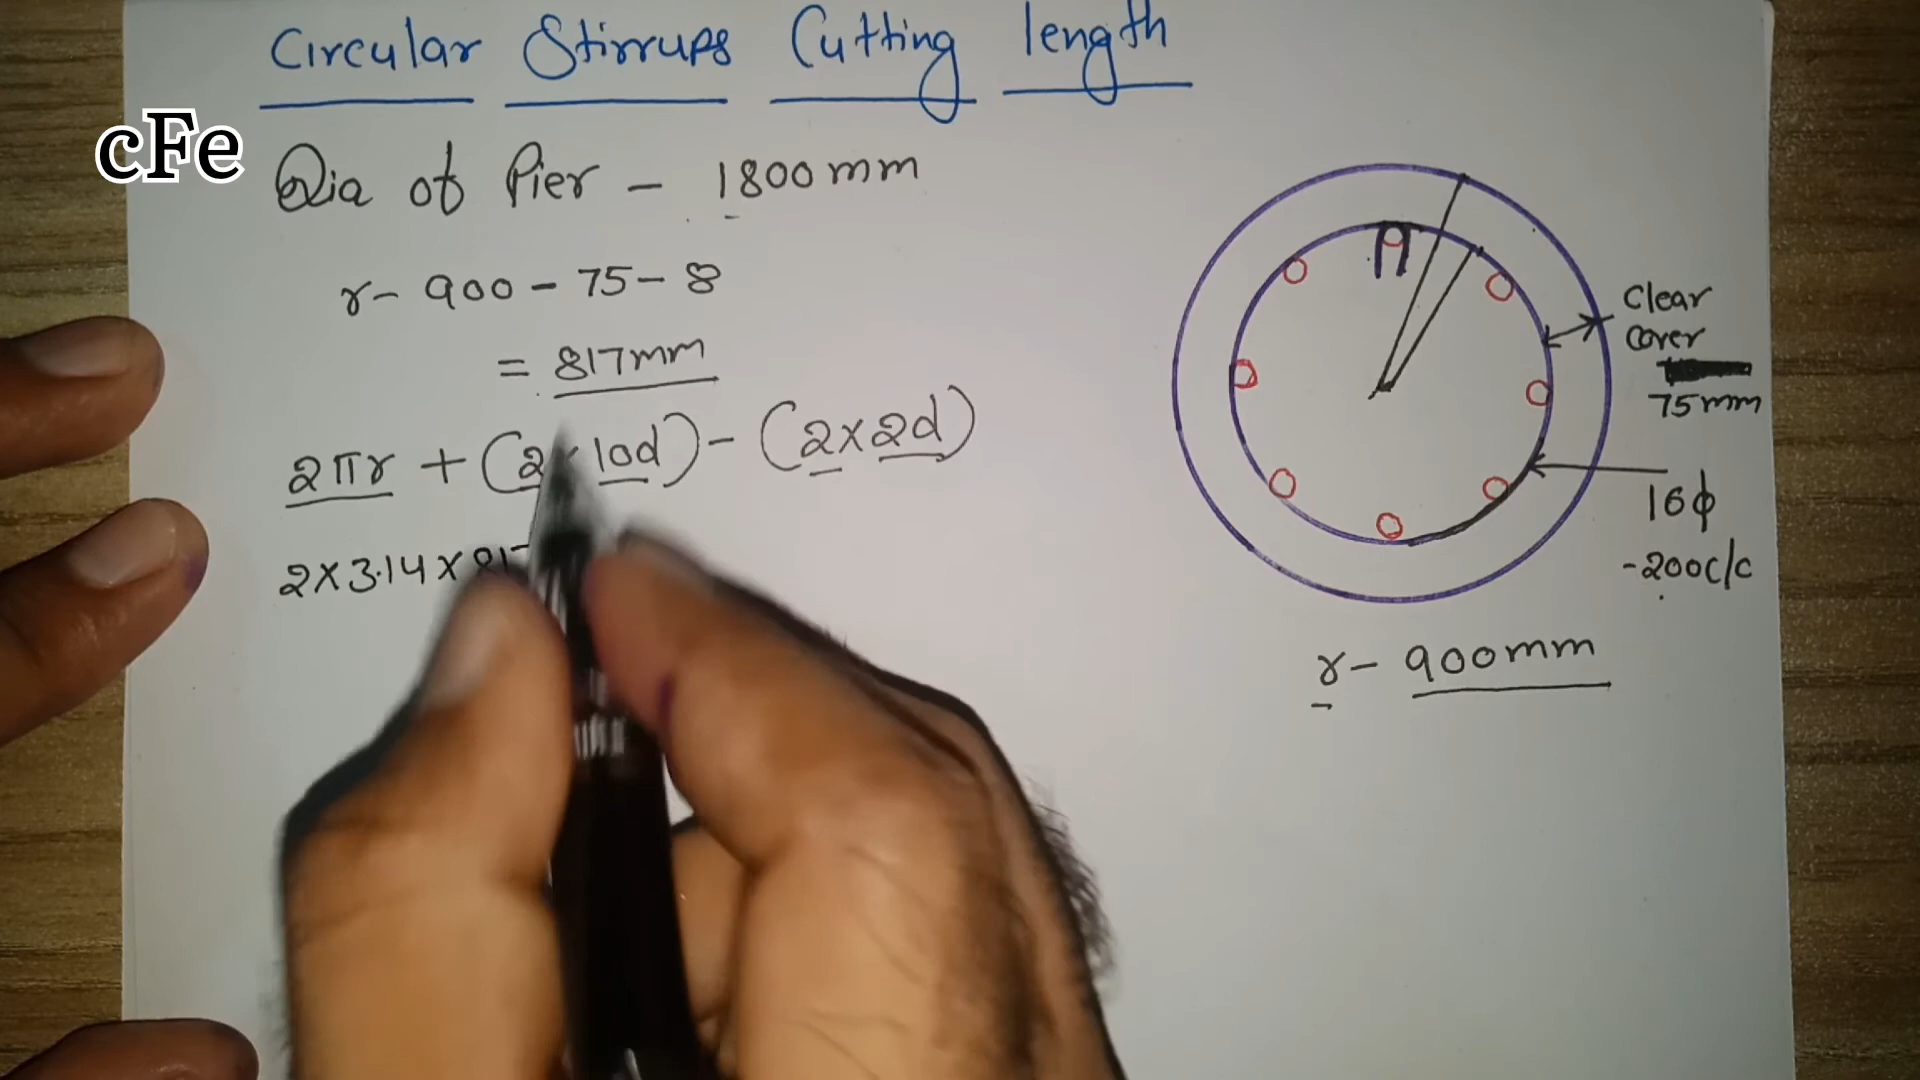 Circular Stirrups Cutting length
cFe
Dia of Pier - 1800mm
r- 900 - 75 - 8
= 817mm
2πr + (2× 10d) - (2×2d)
2×3.14×817
Clear
cover
75mm
16ϕ
-200c/c
r- 900mm